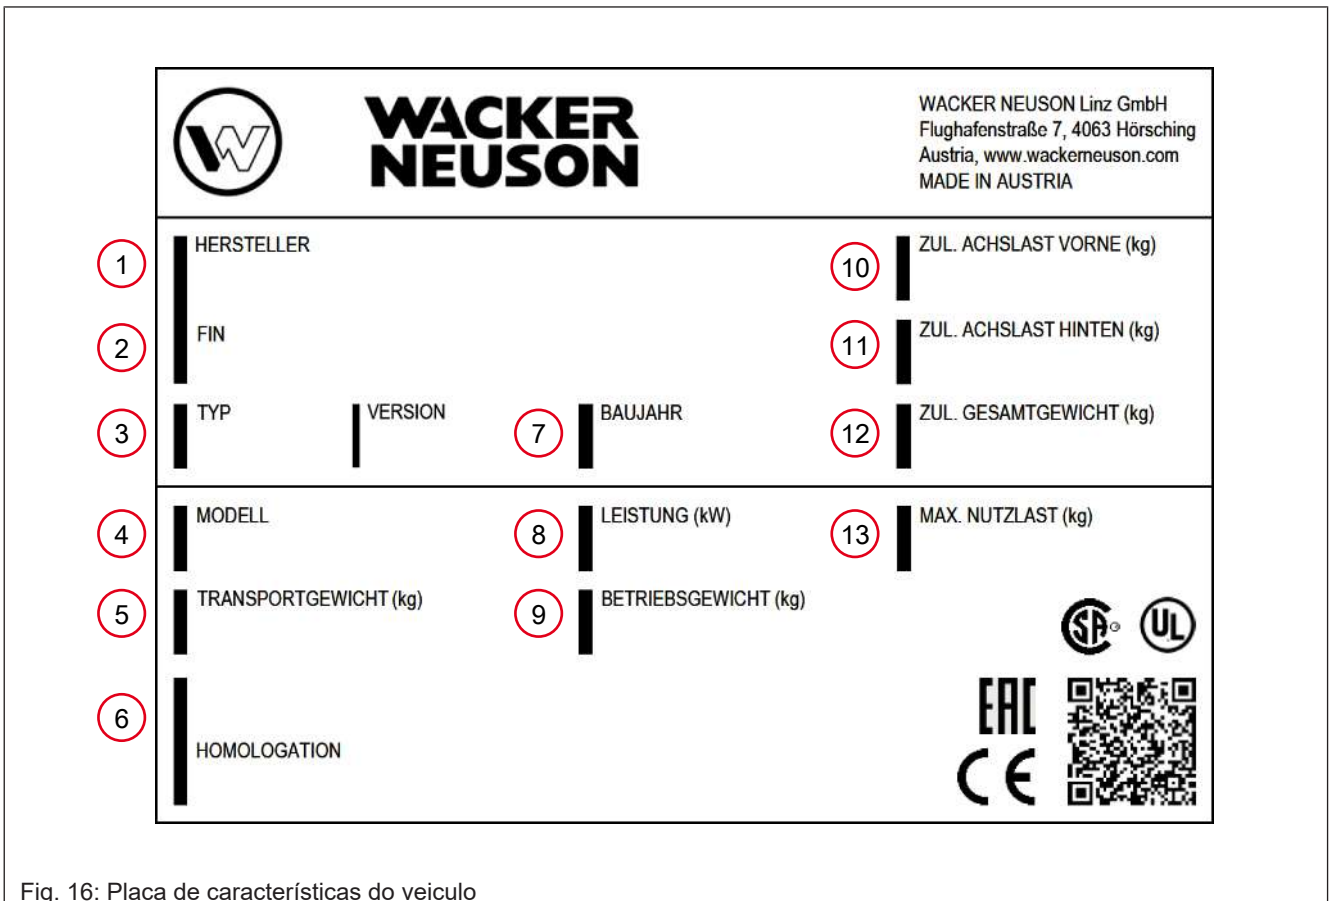 WACKER
NEUSON
WACKER NEUSON Linz GmbH
Flughafenstraße 7, 4063 Hörsching
Austria, www.wackerneuson.com
MADE IN AUSTRIA
1 HERSTELLER
10 ZUL. ACHSLAST VORNE (kg)
2 FIN
11 ZUL. ACHSLAST HINTEN (kg)
3 TYP VERSION
7 BAUJAHR
12 ZUL. GESAMTGEWICHT (kg)
4 MODELL
8 LEISTUNG (kW)
13 MAX. NUTZLAST (kg)
5 TRANSPORTGEWICHT (kg)
9 BETRIEBSGEWICHT (kg)
SA UL
6 HOMOLOGATION
EAC
CE
Fig. 16: Placa de características do veiculo